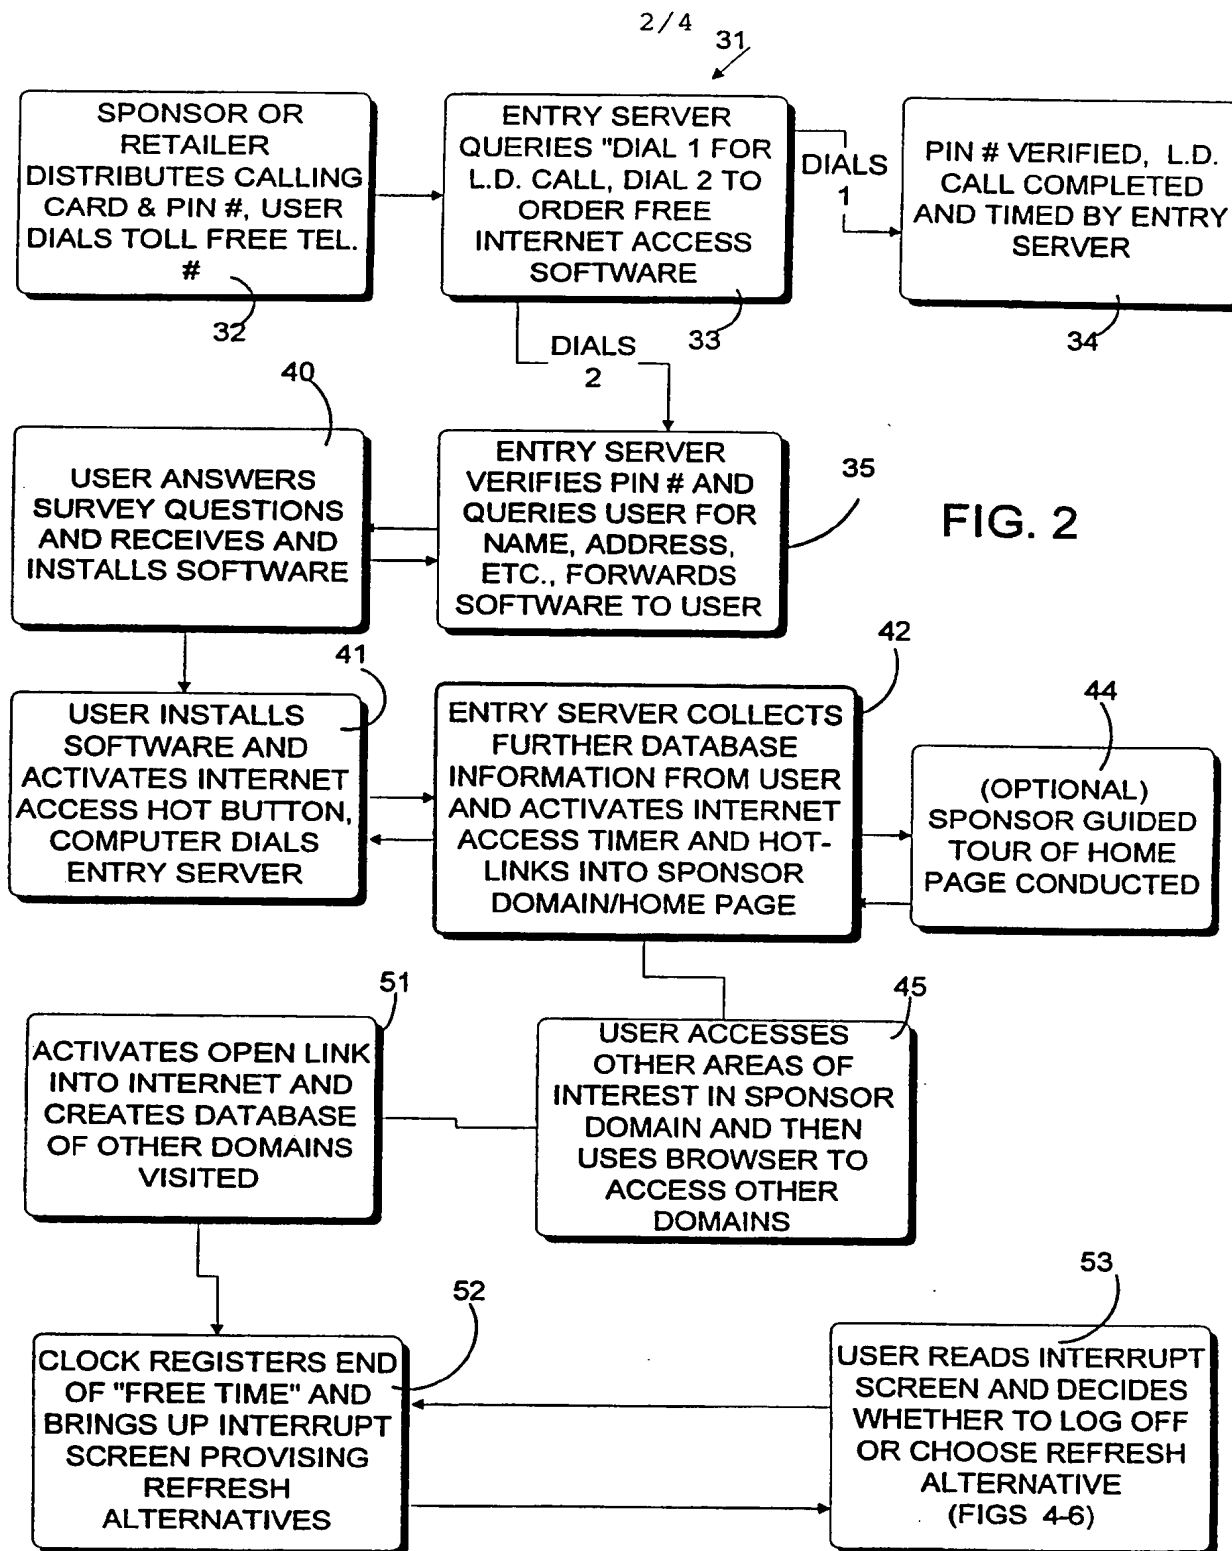 2/4
31
SPONSOR OR
RETAILER
DISTRIBUTES CALLING
CARD & PIN #, USER
DIALS TOLL FREE TEL.
#
32
ENTRY SERVER
QUERIES "DIAL 1 FOR
L.D. CALL, DIAL 2 TO
ORDER FREE
INTERNET ACCESS
SOFTWARE
33
DIALS
1
PIN # VERIFIED, L.D.
CALL COMPLETED
AND TIMED BY ENTRY
SERVER
34
DIALS
2
40
USER ANSWERS
SURVEY QUESTIONS
AND RECEIVES AND
INSTALLS SOFTWARE
ENTRY SERVER
VERIFIES PIN # AND
QUERIES USER FOR
NAME, ADDRESS,
ETC., FORWARDS
SOFTWARE TO USER
35
FIG. 2
41
USER INSTALLS
SOFTWARE AND
ACTIVATES INTERNET
ACCESS HOT BUTTON,
COMPUTER DIALS
ENTRY SERVER
42
ENTRY SERVER COLLECTS
FURTHER DATABASE
INFORMATION FROM USER
AND ACTIVATES INTERNET
ACCESS TIMER AND HOT-
LINKS INTO SPONSOR
DOMAIN/HOME PAGE
44
(OPTIONAL)
SPONSOR GUIDED
TOUR OF HOME
PAGE CONDUCTED
51
ACTIVATES OPEN LINK
INTO INTERNET AND
CREATES DATABASE
OF OTHER DOMAINS
VISITED
45
USER ACCESSES
OTHER AREAS OF
INTEREST IN SPONSOR
DOMAIN AND THEN
USES BROWSER TO
ACCESS OTHER
DOMAINS
52
CLOCK REGISTERS END
OF "FREE TIME" AND
BRINGS UP INTERRUPT
SCREEN PROVISING
REFRESH
ALTERNATIVES
53
USER READS INTERRUPT
SCREEN AND DECIDES
WHETHER TO LOG OFF
OR CHOOSE REFRESH
ALTERNATIVE
(FIGS 4-6)